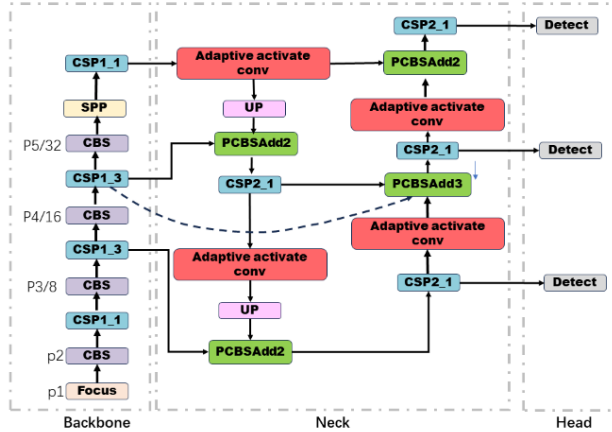 CSP2_1
Detect
CSP1_1
Adaptive activate
conv
PCBSAdd2
SPP
UP
Adaptive activate
conv
P5/32
CBS
PCBSAdd2
CSP2_1
Detect
CSP1_3
CSP2_1
PCBSAdd3
P4/16
CBS
Adaptive activate
conv
CSP1_3
Adaptive activate
conv
P3/8
CBS
CSP2_1
Detect
UP
CSP1_1
p2
CBS
PCBSAdd2
p1
Focus
Backbone
Neck
Head